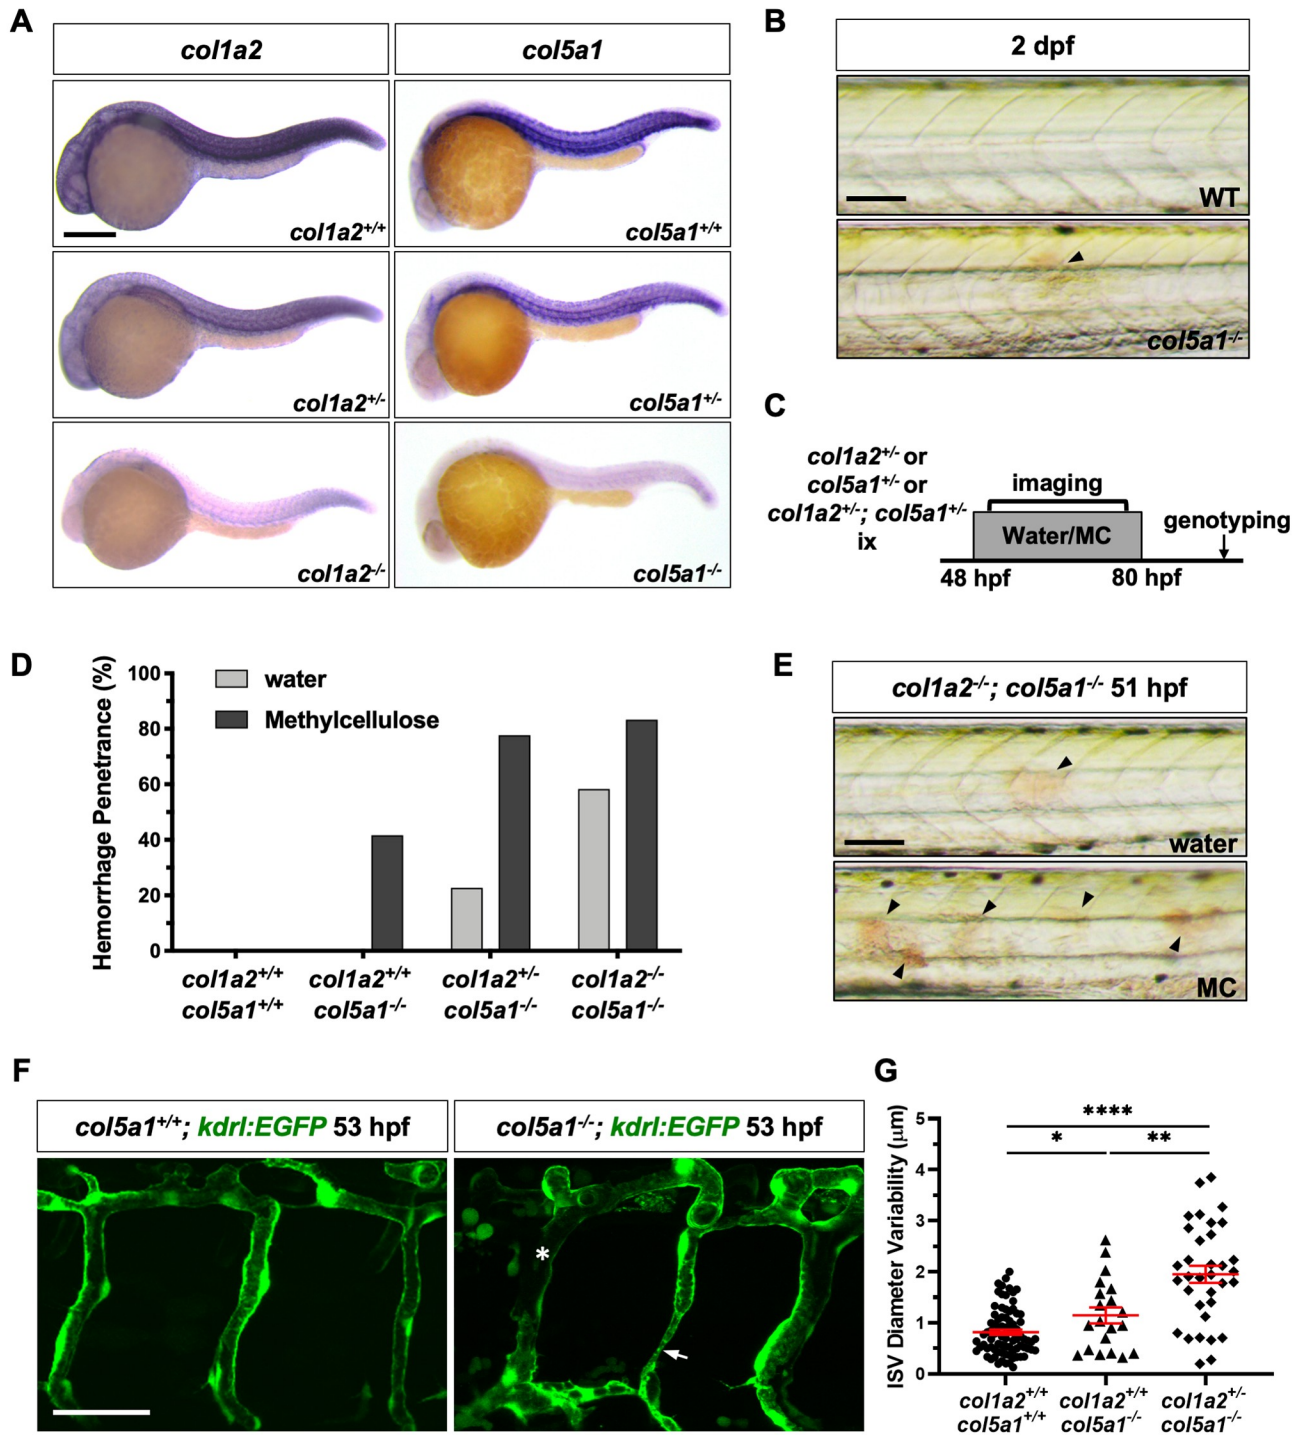 A
col1a2
col5a1
col1a2+/+
col5a1+/+
col1a2+/-
col5a1+/-
col1a2-/-
col5a1-/-
B
2 dpf
WT
col5a1-/-
C
col1a2+/- or
col5a1+/- or
col1a2+/-; col5a1+/-
ix
imaging
Water/MC
genotyping
48 hpf
80 hpf
D
Hemorrhage Penetrance (%)
100
80
60
40
20
0
water
Methylcellulose
col1a2+/+
col5a1+/+
col1a2+/+
col5a1-/-
col1a2+/-
col5a1-/-
col1a2-/-
col5a1-/-
E
col1a2-/-; col5a1-/- 51 hpf
water
MC
F
col5a1+/+; kdrl:EGFP 53 hpf
col5a1-/-; kdrl:EGFP 53 hpf
*
G
ISV Diameter Variability (μm)
5
4
3
2
1
0
****
*
**
col1a2+/+
col5a1+/+
col1a2+/+
col5a1-/-
col1a2+/-
col5a1-/-